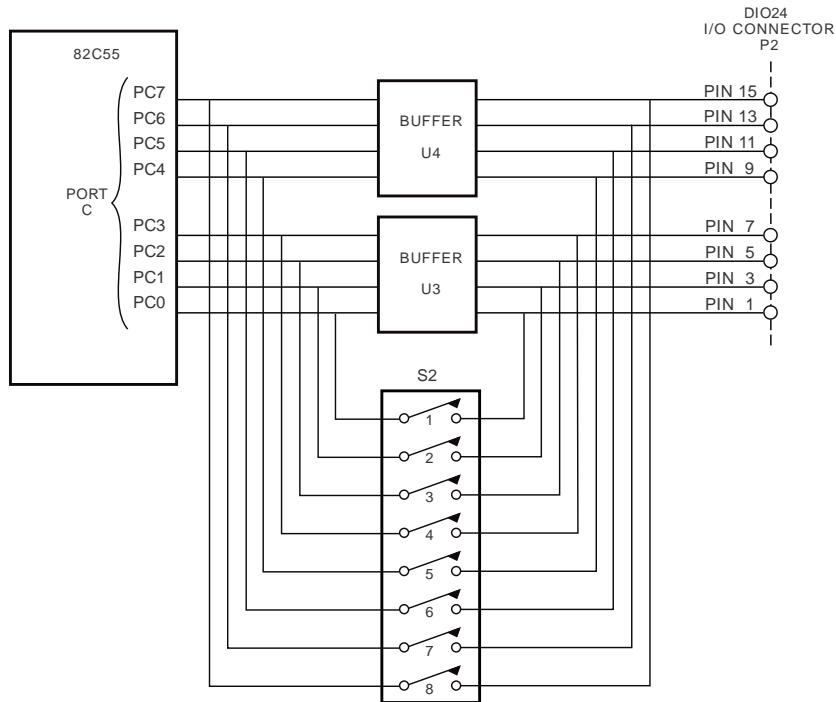 DIO24
I/O CONNECTOR
P2
82C55
PC7
PC6
PC5
PC4
PORT
C
PC3
PC2
PC1
PC0
BUFFER
U4
BUFFER
U3
PIN 15
PIN 13
PIN 11
PIN 9
PIN 7
PIN 5
PIN 3
PIN 1
S2
1
2
3
4
5
6
7
8